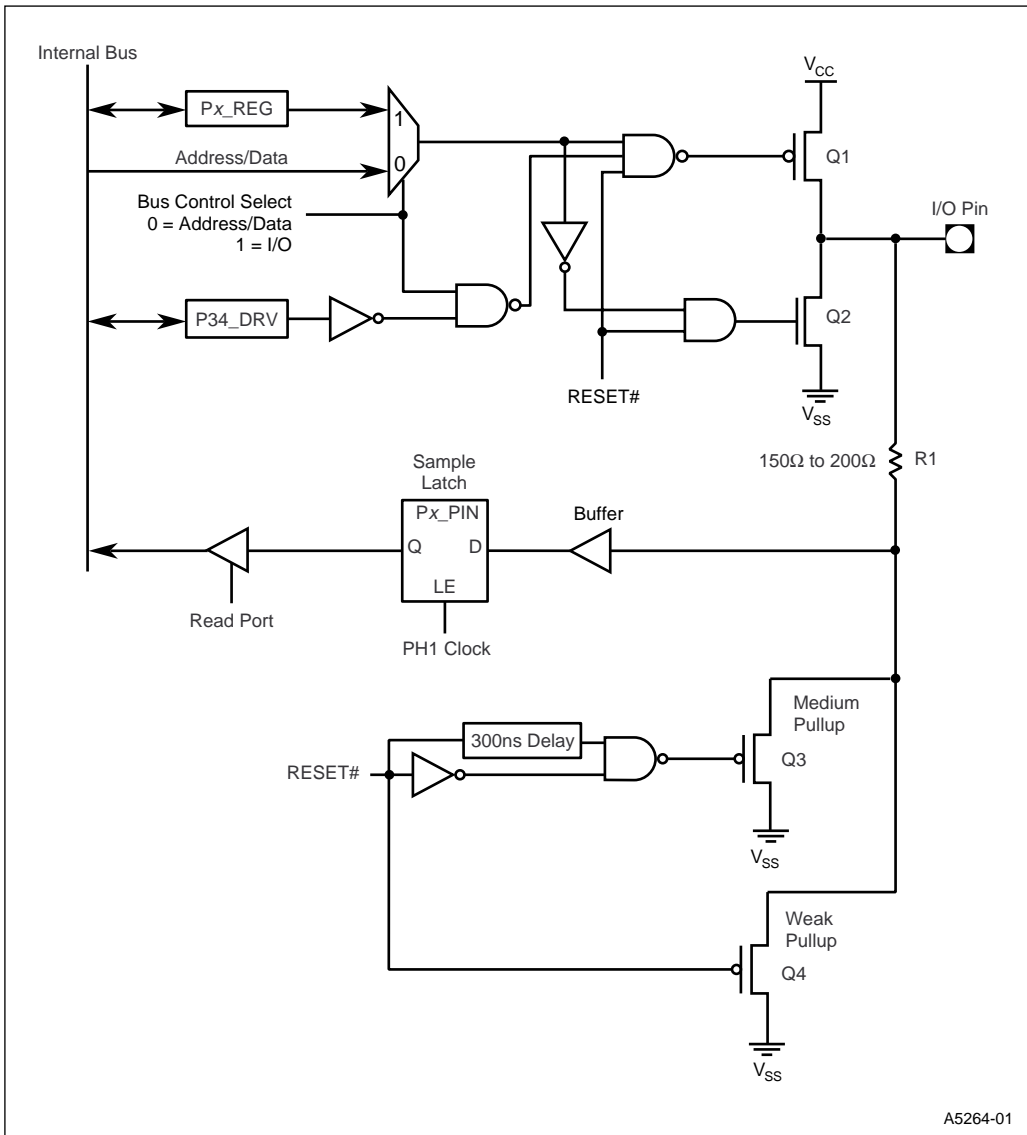 Internal Bus
Px_REG
Address/Data
Bus Control Select
0 = Address/Data
1 = I/O
P34_DRV
1
0
RESET#
VCC
Q1
I/O Pin
Q2
VSS
150Ω to 200Ω
R1
Sample
Latch
Px_PIN
Q
D
LE
Buffer
Read Port
PH1 Clock
Medium
Pullup
300ns Delay
RESET#
Q3
VSS
Weak
Pullup
Q4
VSS
A5264-01